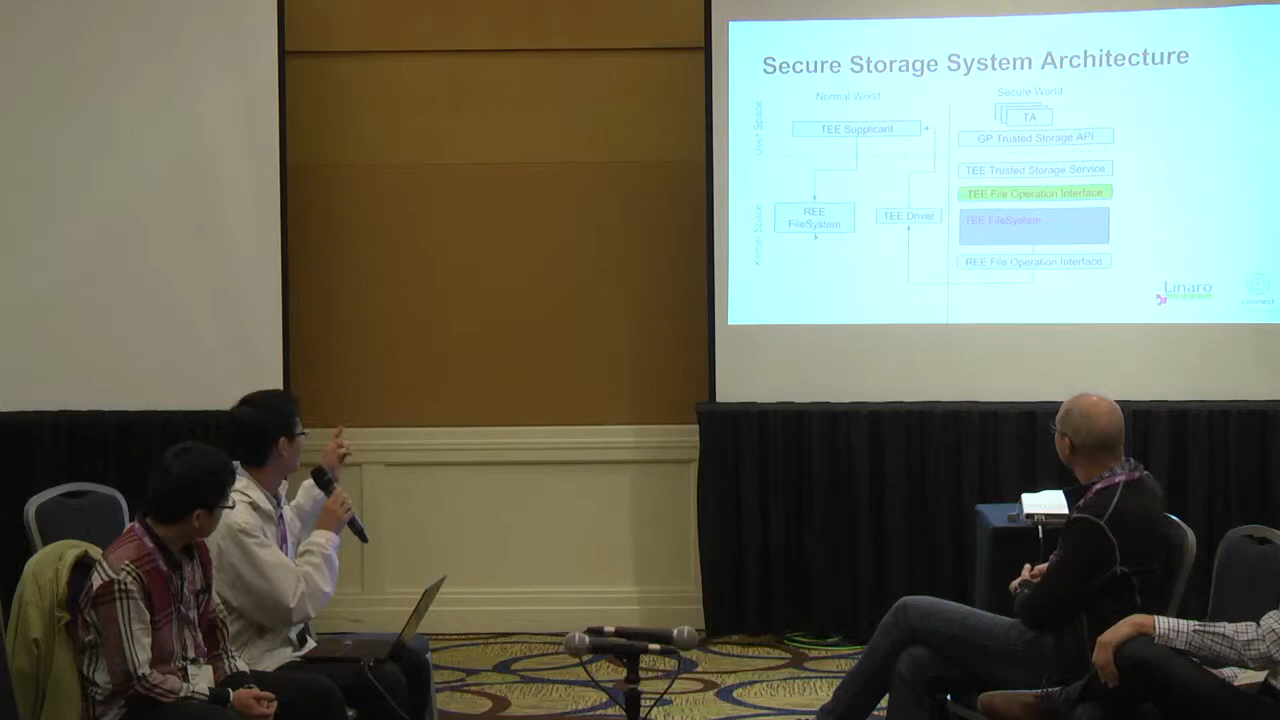 Secure Storage System Architecture
Normal World
Secure World
User Space
TA
TEE Supplicant
GP Trusted Storage API
TEE Trusted Storage Service
TEE File Operation Interface
Kernel Space
REE
FileSystem
TEE Driver
TEE FileSystem
REE File Operation Interface
Linaro
connect